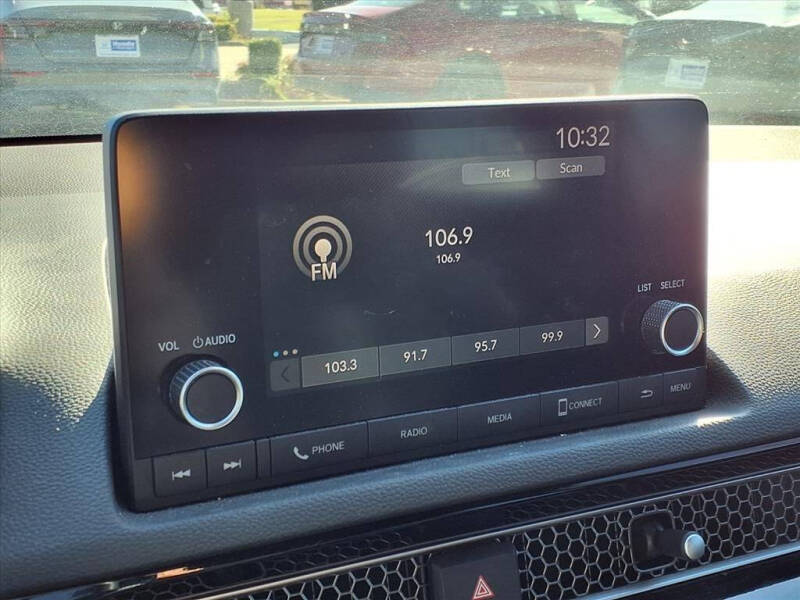 10:32
Text Scan
106.9
106.9
FM
LIST SELECT
VOL AUDIO
103.3 91.7 95.7 99.9
PHONE RADIO MEDIA CONNECT MENU